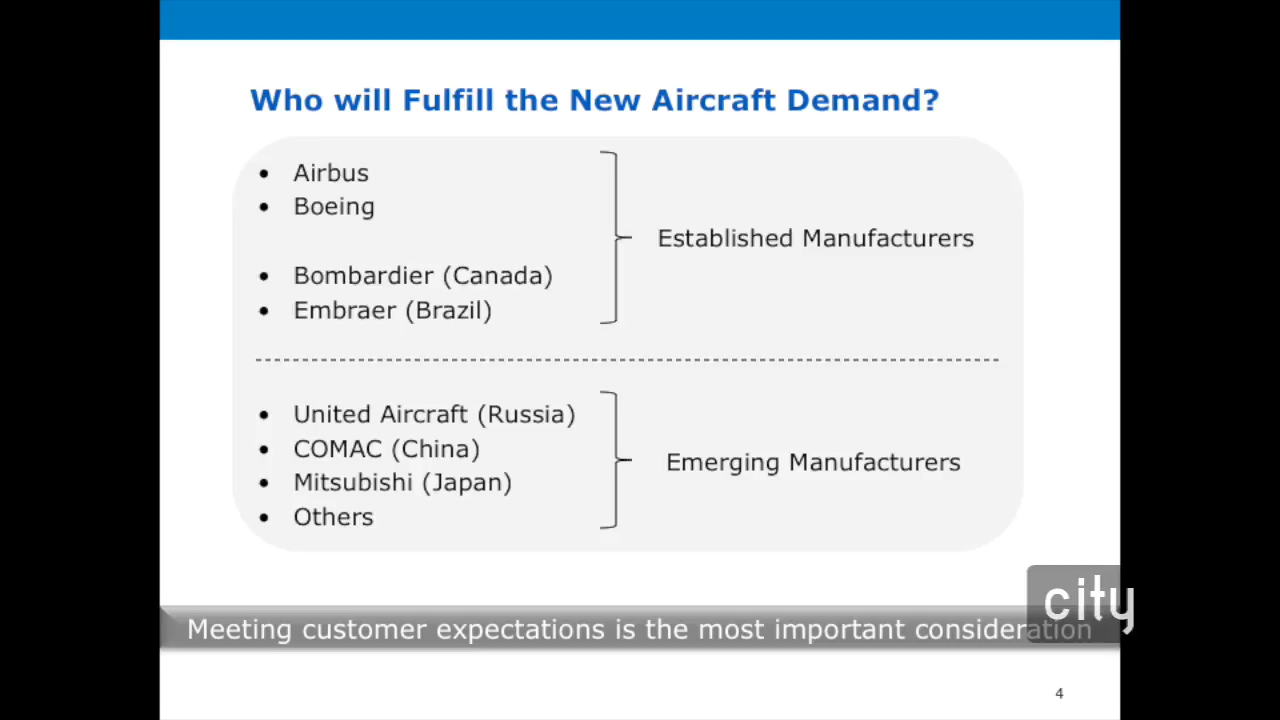 Who will Fulfill the New Aircraft Demand?
• Airbus
• Boeing
• Bombardier (Canada)
• Embraer (Brazil)
Established Manufacturers
• United Aircraft (Russia)
• COMAC (China)
• Mitsubishi (Japan)
• Others
Emerging Manufacturers
city
Meeting customer expectations is the most important consideration
4